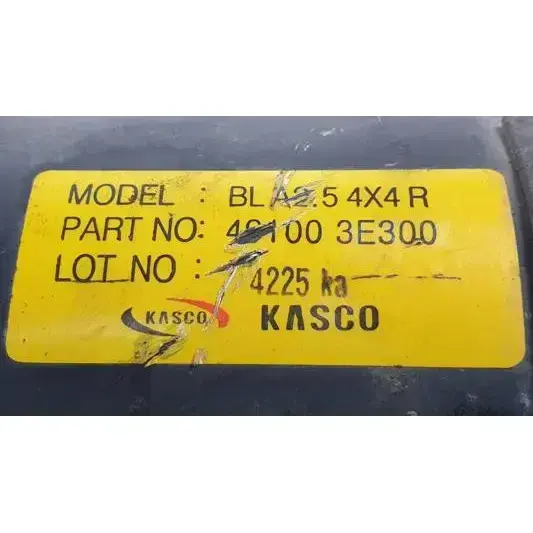 MODEL : BL A2.5 4X4 R
PART NO: 49100 3E300
LOT NO : 4225 ka
KASCO KASCO